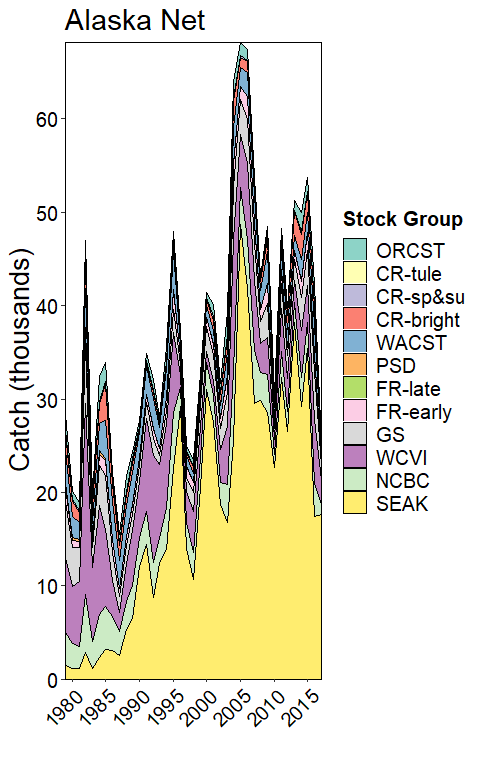 Alaska Net
Catch (thousands)
60
50
40
30
20
10
0
1980
1985
1990
1995
2000
2005
2010
2015
Stock Group
ORCST
CR-tule
CR-sp&su
CR-bright
WACST
PSD
FR-late
FR-early
GS
WCVI
NCBC
SEAK